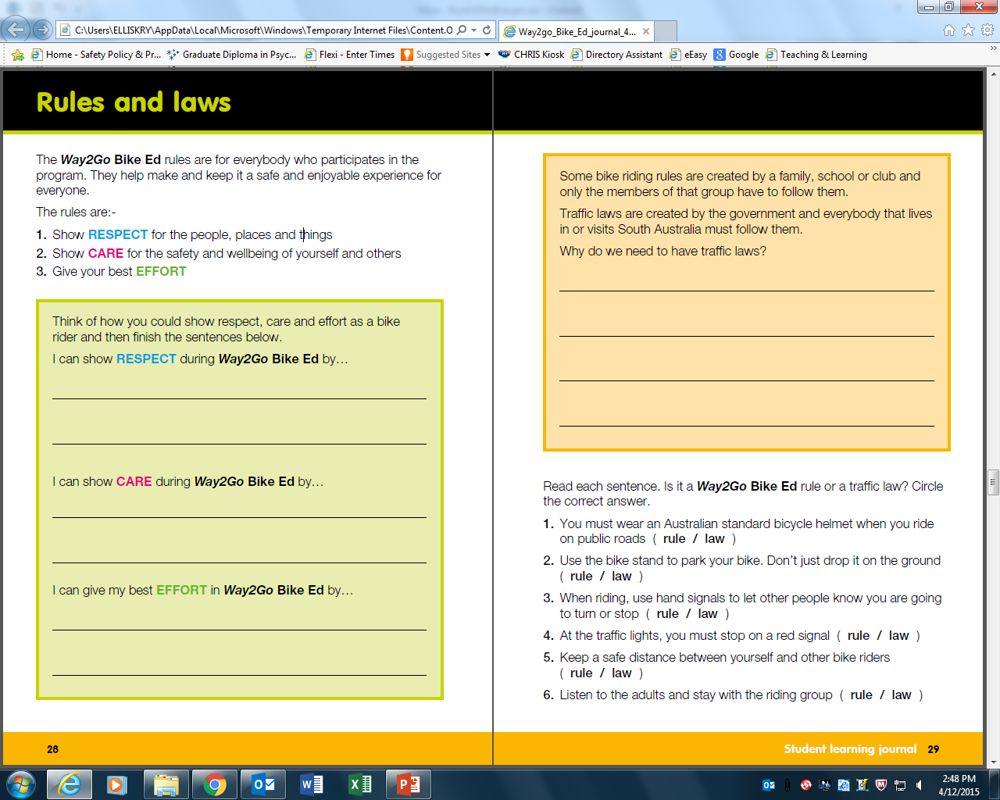 C:\Users\ELLISKRY\AppData\Local\Microsoft\Windows\Temporary Internet Files\Content.O
Way2go_Bike_Ed_journal_4...
Home - Safety Policy & Pr...
Graduate Diploma in Psyc...
Flexi - Enter Times
Suggested Sites
CHRIS Kiosk
Directory Assistant
eEasy
Google
Teaching & Learning
Rules and laws
The Way2Go Bike Ed rules are for everybody who participates in the
program. They help make and keep it a safe and enjoyable experience for
everyone.
The rules are:-
1. Show RESPECT for the people, places and things
2. Show CARE for the safety and wellbeing of yourself and others
3. Give your best EFFORT
Think of how you could show respect, care and effort as a bike
rider and then finish the sentences below.
I can show RESPECT during Way2Go Bike Ed by…
I can show CARE during Way2Go Bike Ed by…
I can give my best EFFORT in Way2Go Bike Ed by…
28
Some bike riding rules are created by a family, school or club and
only the members of that group have to follow them.
Traffic laws are created by the government and everybody that lives
in or visits South Australia must follow them.
Why do we need to have traffic laws?
Read each sentence. Is it a Way2Go Bike Ed rule or a traffic law? Circle
the correct answer.
1. You must wear an Australian standard bicycle helmet when you ride
on public roads ( rule / law )
2. Use the bike stand to park your bike. Don't just drop it on the ground
( rule / law )
3. When riding, use hand signals to let other people know you are going
to turn or stop ( rule / law )
4. At the traffic lights, you must stop on a red signal ( rule / law )
5. Keep a safe distance between yourself and other bike riders
( rule / law )
6. Listen to the adults and stay with the riding group ( rule / law )
Student learning journal 29
2:48 PM
4/12/2015